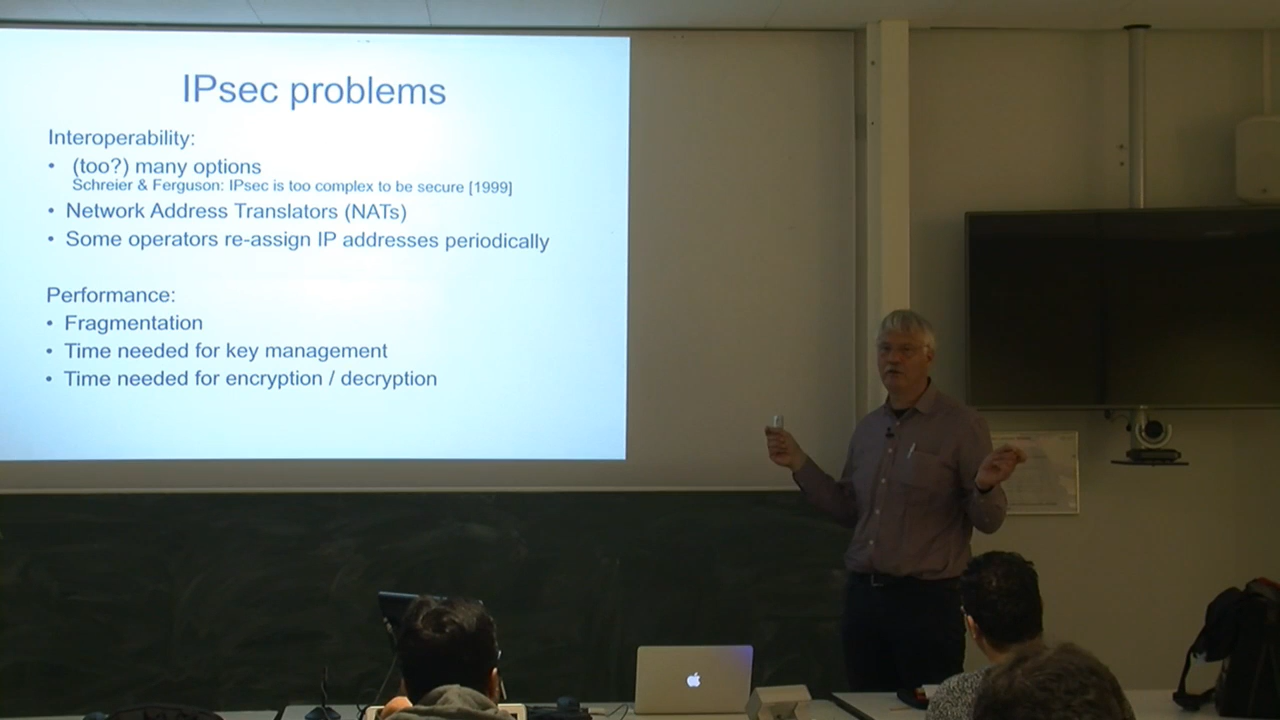 IPsec problems
Interoperability:
• (too?) many options
Schreier & Ferguson: IPsec is too complex to be secure [1999]
• Network Address Translators (NATs)
• Some operators re-assign IP addresses periodically
Performance:
• Fragmentation
• Time needed for key management
• Time needed for encryption / decryption